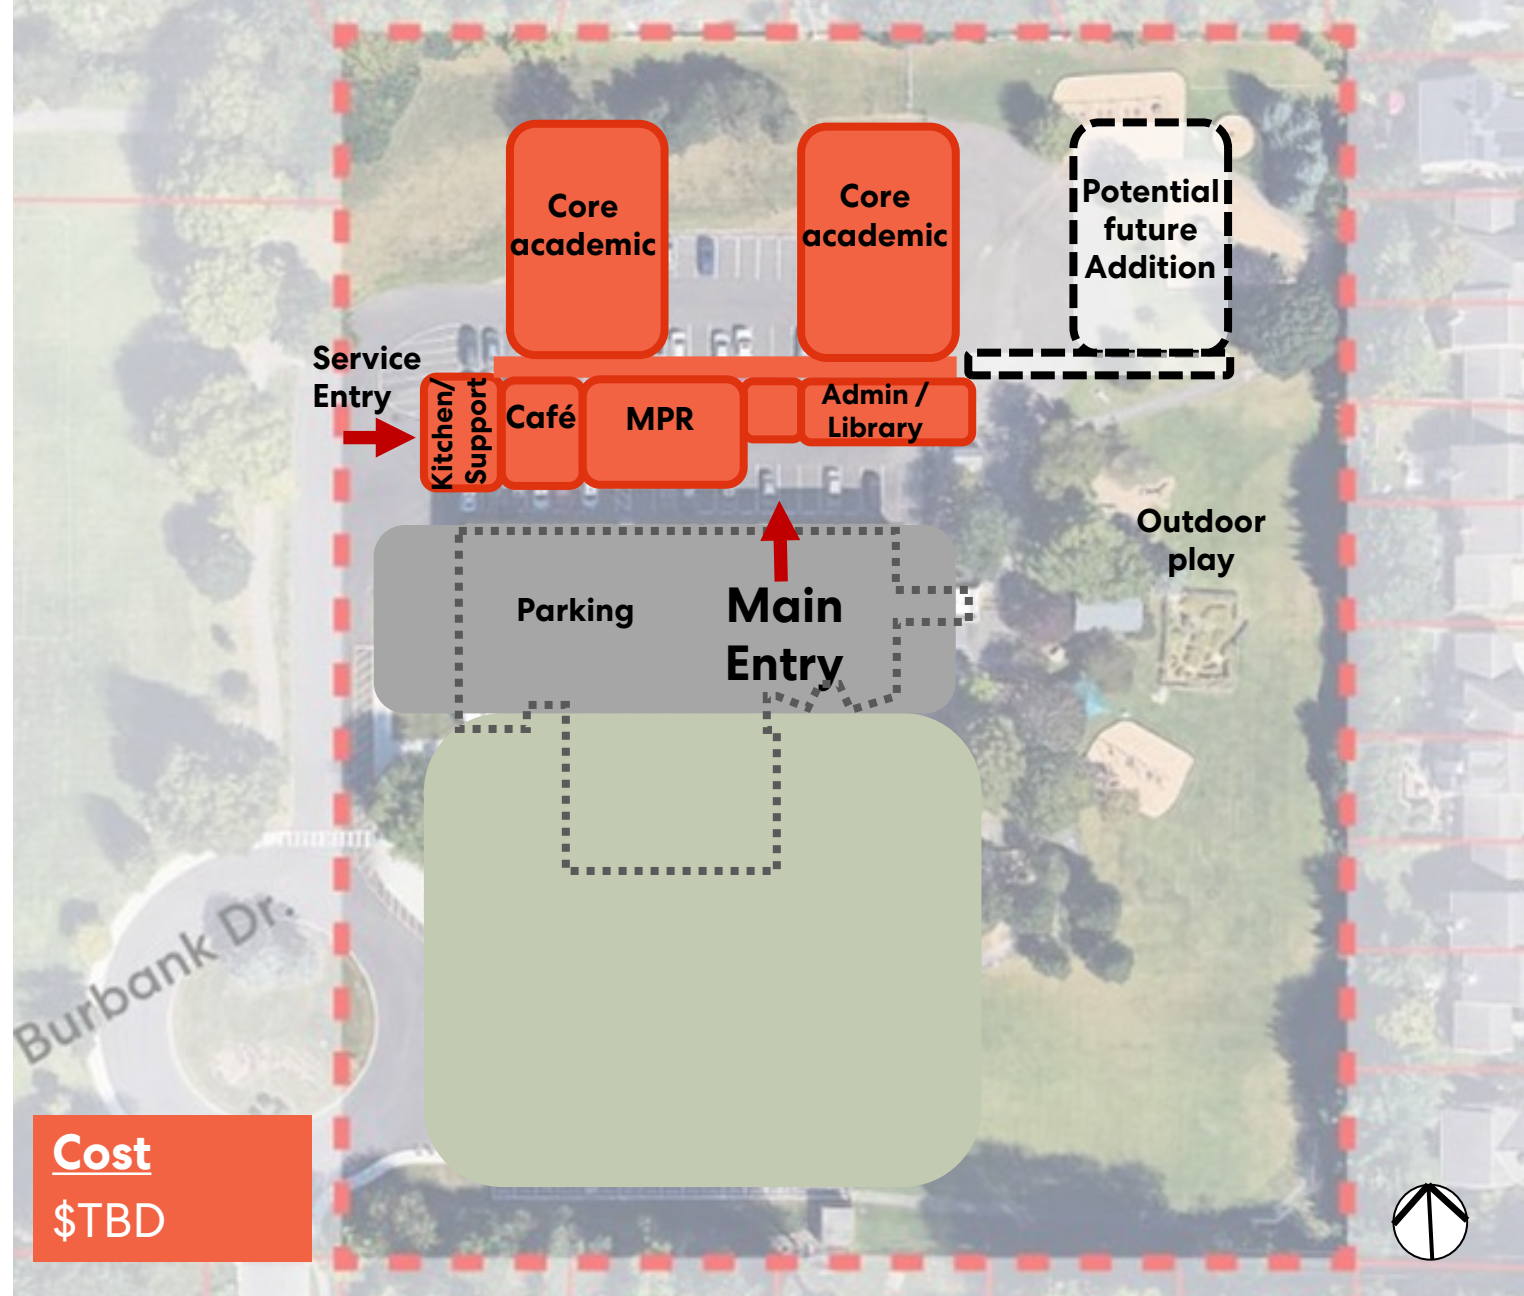 Core
academic
Core
academic
Potential
future
Addition
Service
Entry
Kitchen/
Support
Café
MPR
Admin /
Library
Outdoor
play
Parking
Main
Entry
Burbank Dr.
Cost
$TBD